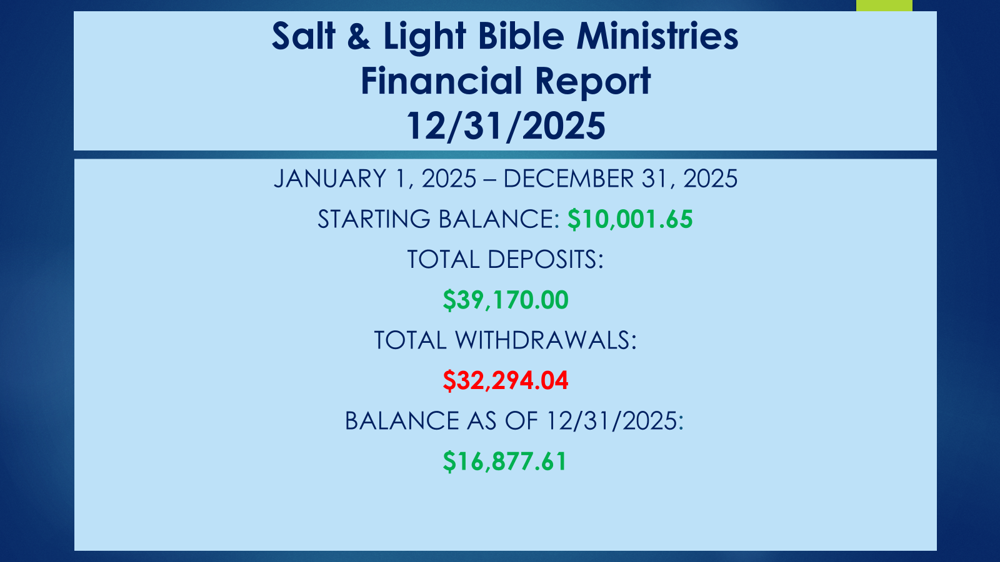 Salt & Light Bible Ministries
Financial Report
12/31/2025
JANUARY 1, 2025 – DECEMBER 31, 2025
STARTING BALANCE: $10,001.65
TOTAL DEPOSITS:
$39,170.00
TOTAL WITHDRAWALS:
$32,294.04
BALANCE AS OF 12/31/2025:
$16,877.61